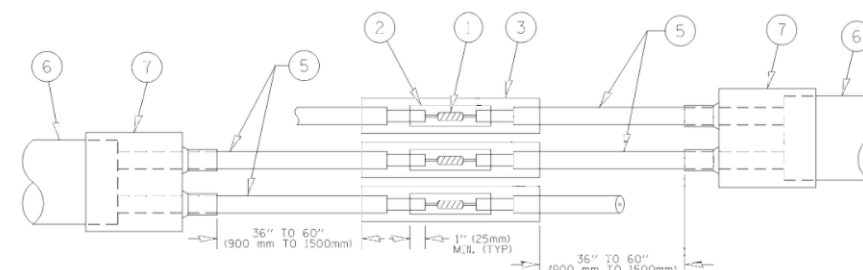 2 1 3 5 7 6
6 7 5
36" TO 60"
(900 mm TO 1500mm)
1" (25mm)
MIN. (TYP)
36" TO 60"
(900 mm TO 1500mm)